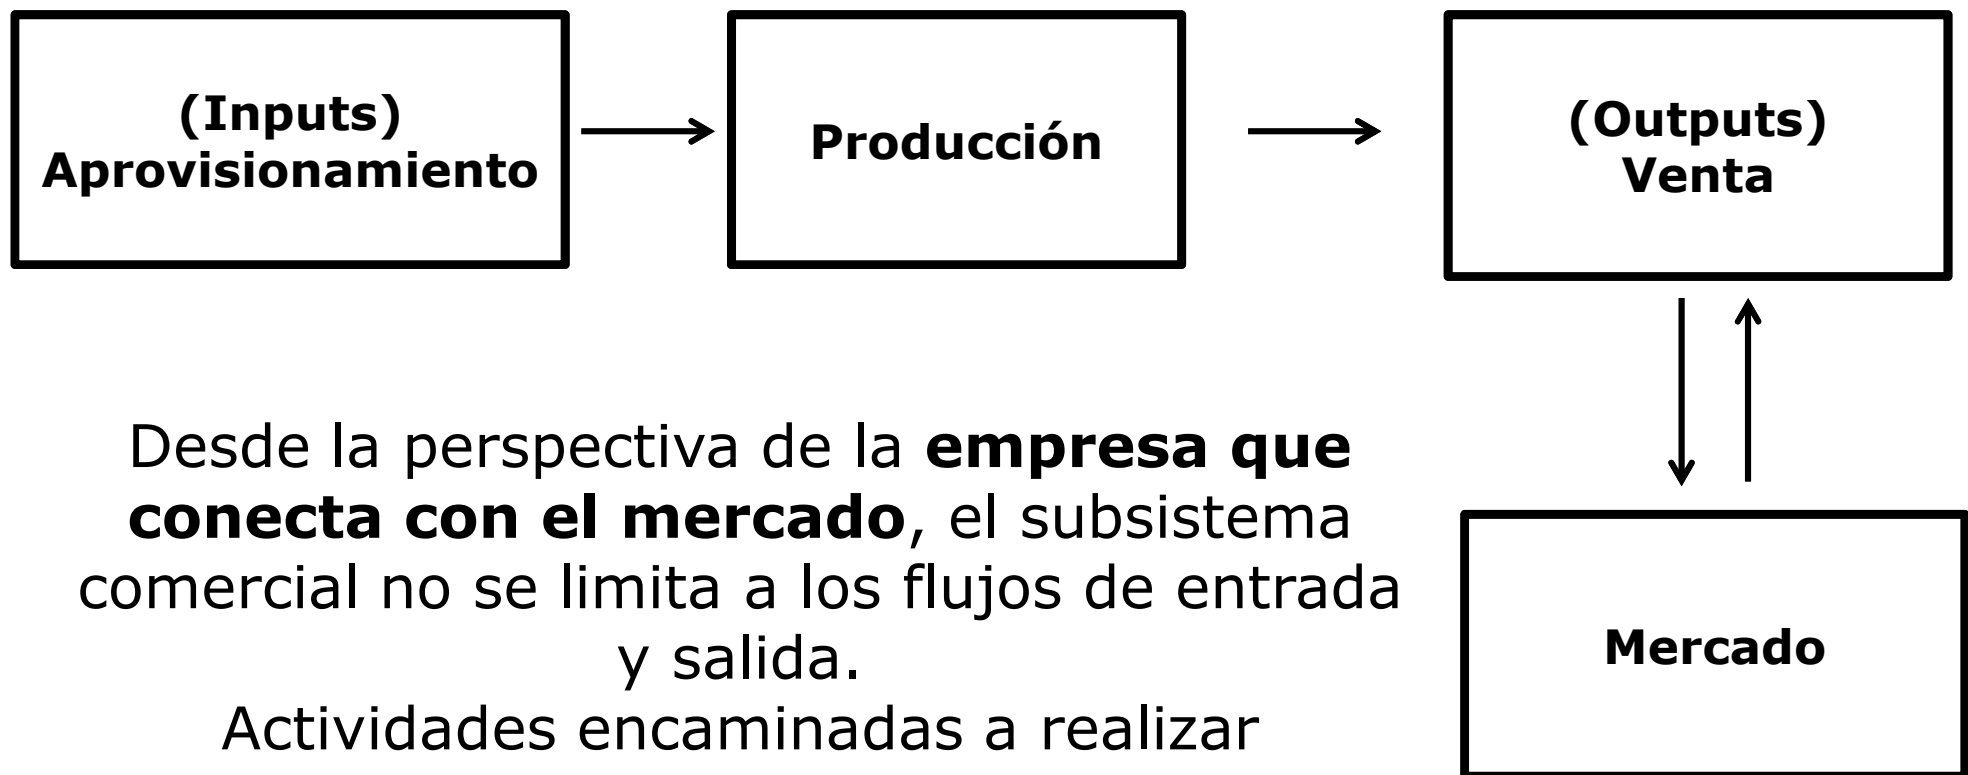 (Inputs)
Aprovisionamiento
Producción
(Outputs)
Venta
Desde la perspectiva de la empresa que
conecta con el mercado, el subsistema
comercial no se limita a los flujos de entrada
y salida.
Actividades encaminadas a realizar
Mercado